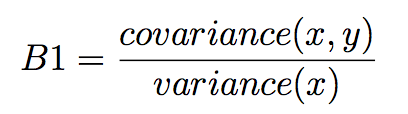 B1 = covariance(x, y) / variance(x)